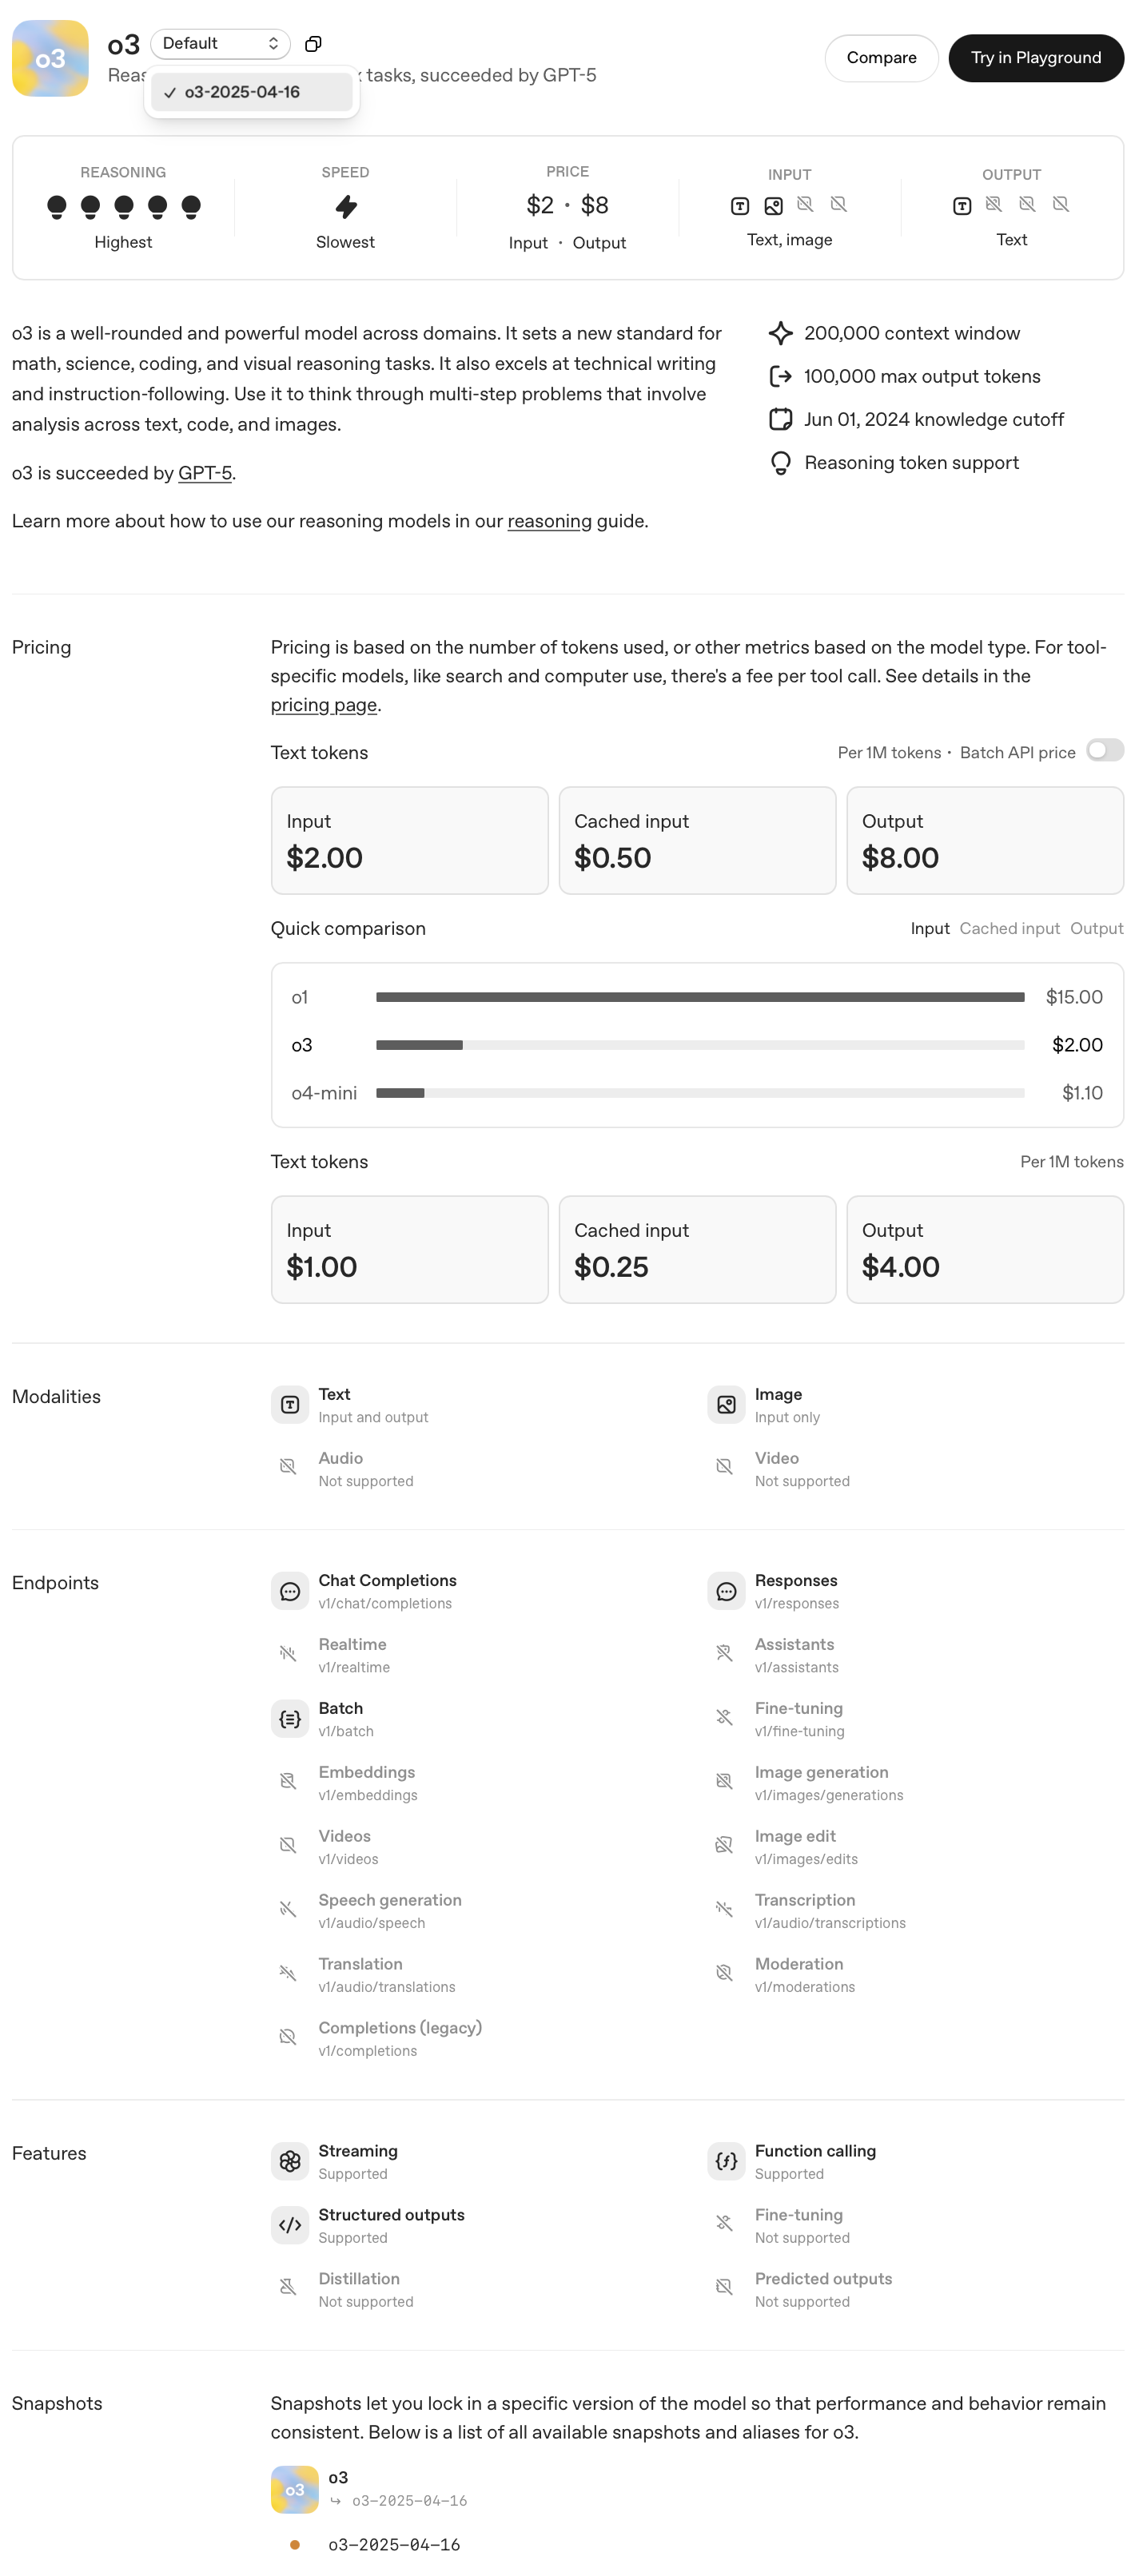 o3
o3 Default
Compare
Try in Playground
Reas
tasks, succeeded by GPT-5
o3-2025-04-16
REASONING
Highest
SPEED
Slowest
PRICE
$2 • $8
Input • Output
INPUT
Text, image
OUTPUT
Text
o3 is a well-rounded and powerful model across domains. It sets a new standard for
math, science, coding, and visual reasoning tasks. It also excels at technical writing
and instruction-following. Use it to think through multi-step problems that involve
analysis across text, code, and images.
o3 is succeeded by GPT-5.
Learn more about how to use our reasoning models in our reasoning guide.
200,000 context window
100,000 max output tokens
Jun 01, 2024 knowledge cutoff
Reasoning token support
Pricing
Pricing is based on the number of tokens used, or other metrics based on the model type. For tool-
specific models, like search and computer use, there's a fee per tool call. See details in the
pricing page.
Text tokens
Per 1M tokens • Batch API price
Input
$2.00
Cached input
$0.50
Output
$8.00
Quick comparison
Input Cached input Output
o1 $15.00
o3 $2.00
o4-mini $1.10
Text tokens
Per 1M tokens
Input
$1.00
Cached input
$0.25
Output
$4.00
Modalities
Text
Input and output
Image
Input only
Audio
Not supported
Video
Not supported
Endpoints
Chat Completions
v1/chat/completions
Responses
v1/responses
Realtime
v1/realtime
Assistants
v1/assistants
Batch
v1/batch
Fine-tuning
v1/fine-tuning
Embeddings
v1/embeddings
Image generation
v1/images/generations
Videos
v1/videos
Image edit
v1/images/edits
Speech generation
v1/audio/speech
Transcription
v1/audio/transcriptions
Translation
v1/audio/translations
Moderation
v1/moderations
Completions (legacy)
v1/completions
Features
Streaming
Supported
Function calling
Supported
Structured outputs
Supported
Fine-tuning
Not supported
Distillation
Not supported
Predicted outputs
Not supported
Snapshots
Snapshots let you lock in a specific version of the model so that performance and behavior remain
consistent. Below is a list of all available snapshots and aliases for o3.
o3
o3
↳ o3-2025-04-16
o3-2025-04-16